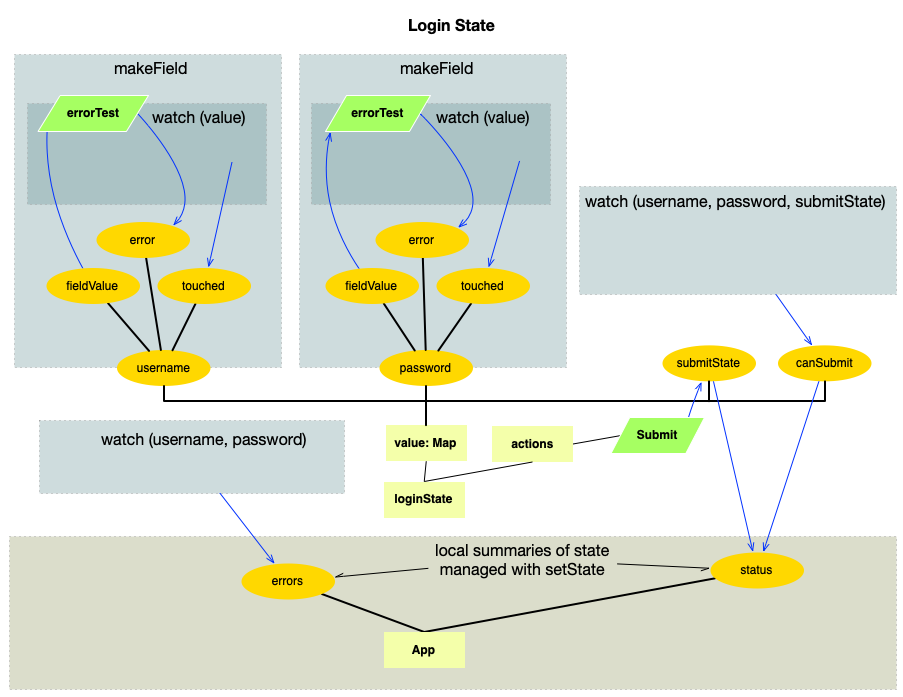 Login State
makeField
makeField
errorTest
watch (value)
errorTest
watch (value)
watch (username, password, submitState)
error
error
fieldValue
touched
fieldValue
touched
username
password
submitState
canSubmit
watch (username, password)
value: Map
actions
Submit
loginState
local summaries of state
managed with setState
errors
status
App